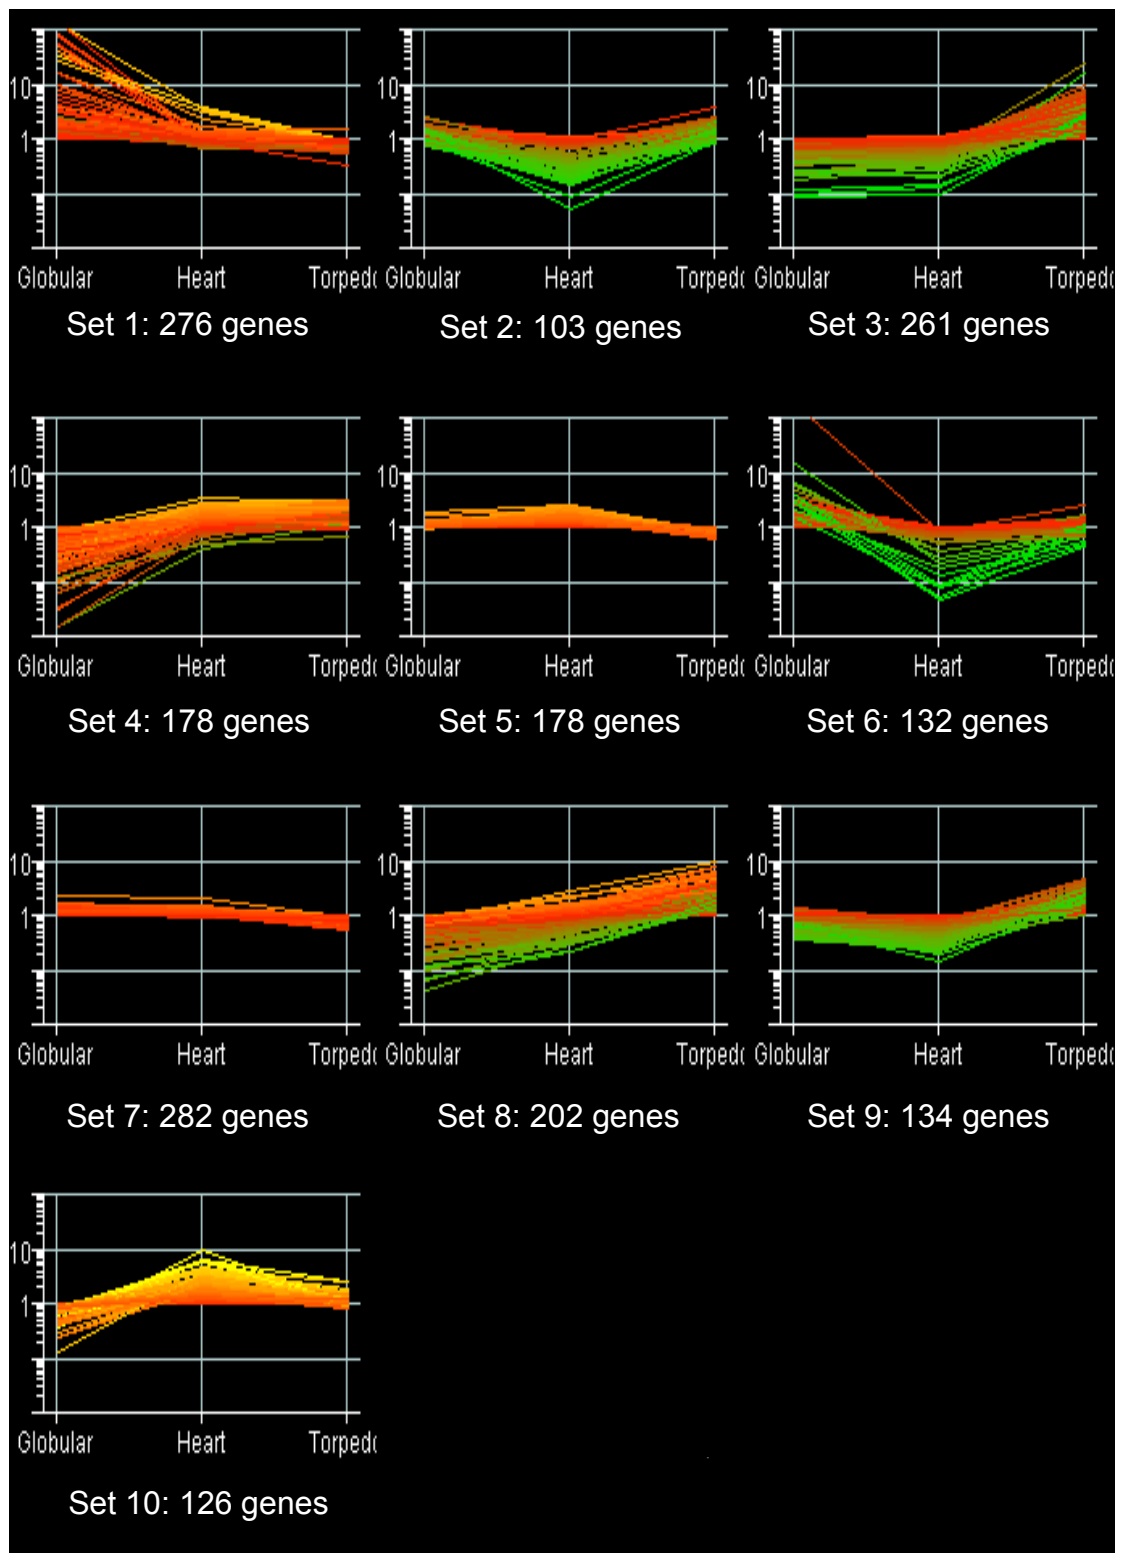 10
1
Globular Heart Torpedo
Set 1: 276 genes
10
1
Globular Heart Torpedo
Set 2: 103 genes
10
1
Globular Heart Torpedo
Set 3: 261 genes
10
1
Globular Heart Torpedo
Set 4: 178 genes
10
1
Globular Heart Torpedo
Set 5: 178 genes
10
1
Globular Heart Torpedo
Set 6: 132 genes
10
1
Globular Heart Torpedo
Set 7: 282 genes
10
1
Globular Heart Torpedo
Set 8: 202 genes
10
1
Globular Heart Torpedo
Set 9: 134 genes
10
1
Globular Heart Torpedo
Set 10: 126 genes